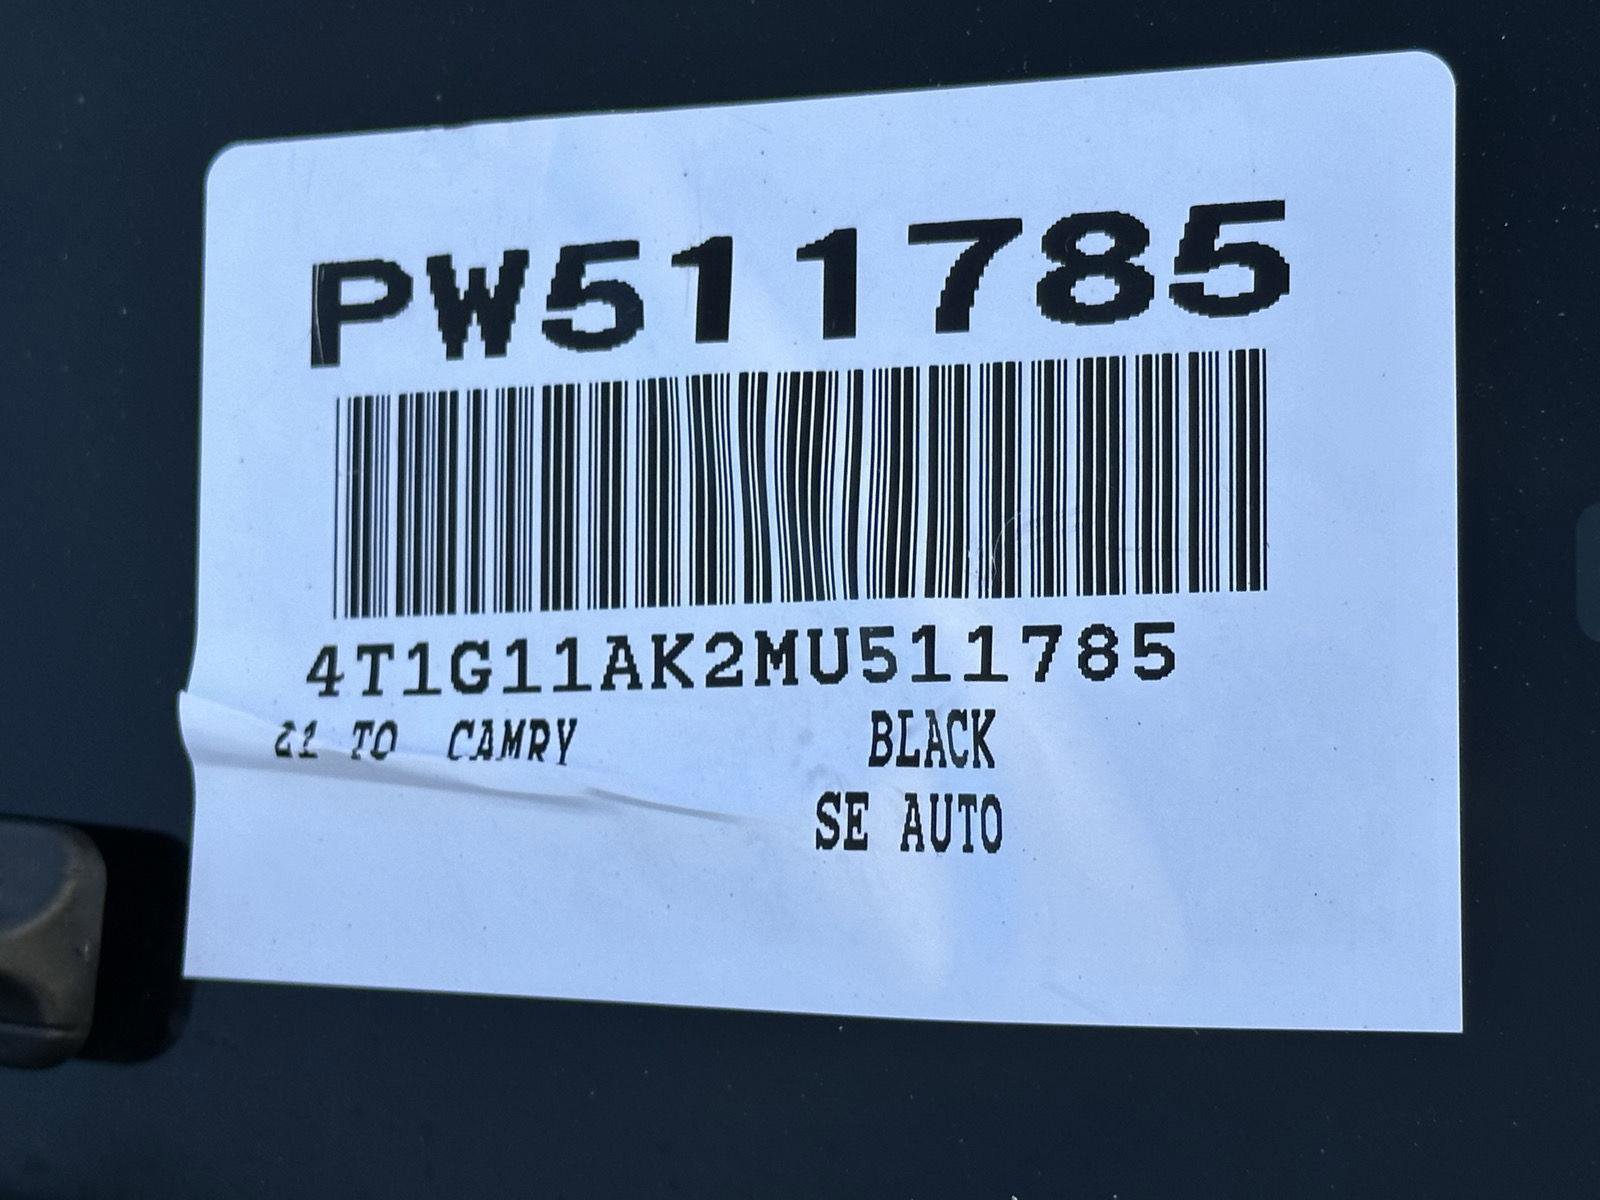 PW511785
4T1G11AK2MU511785
21 TO CAMRY BLACK
SE AUTO